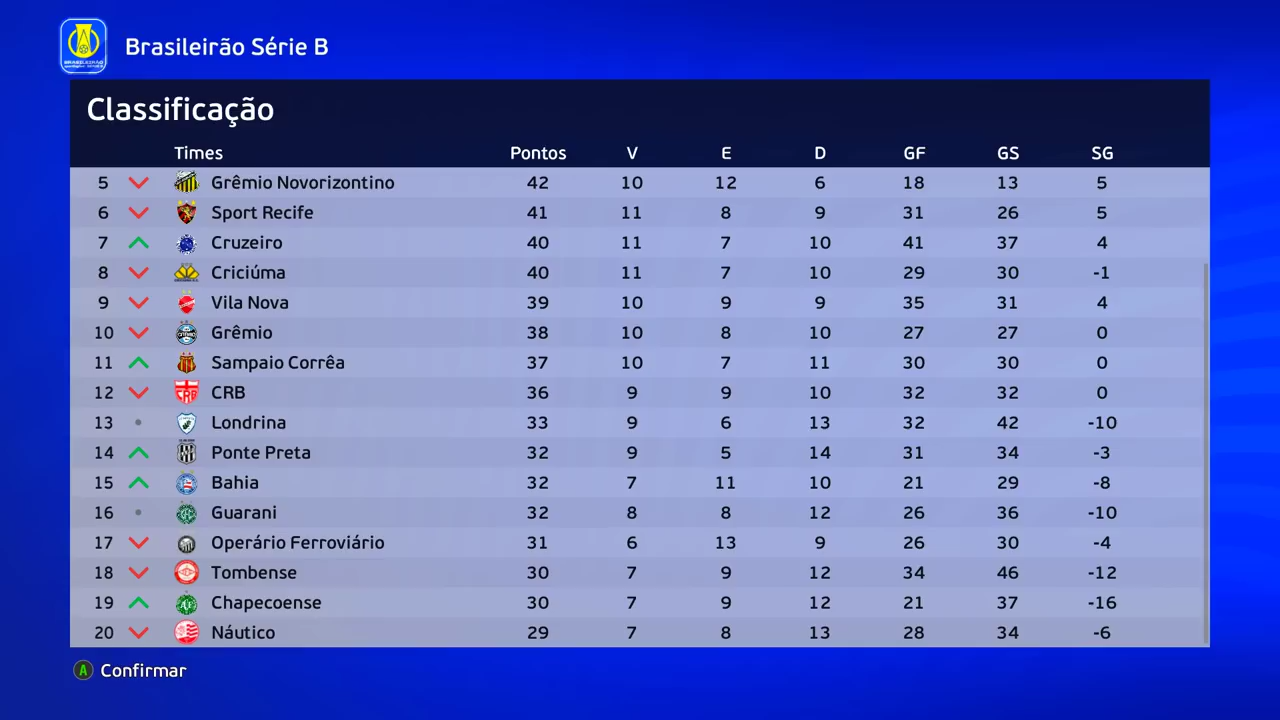 Brasileirão Série B
Classificação
Times Pontos V E D GF GS SG
5 Grêmio Novorizontino 42 10 12 6 18 13 5
6 Sport Recife 41 11 8 9 31 26 5
7 Cruzeiro 40 11 7 10 41 37 4
8 Criciúma 40 11 7 10 29 30 -1
9 Vila Nova 39 10 9 9 35 31 4
10 Grêmio 38 10 8 10 27 27 0
11 Sampaio Corrêa 37 10 7 11 30 30 0
12 CRB 36 9 9 10 32 32 0
13 Londrina 33 9 6 13 32 42 -10
14 Ponte Preta 32 9 5 14 31 34 -3
15 Bahia 32 7 11 10 21 29 -8
16 Guarani 32 8 8 12 26 36 -10
17 Operário Ferroviário 31 6 13 9 26 30 -4
18 Tombense 30 7 9 12 34 46 -12
19 Chapecoense 30 7 9 12 21 37 -16
20 Náutico 29 7 8 13 28 34 -6
A Confirmar